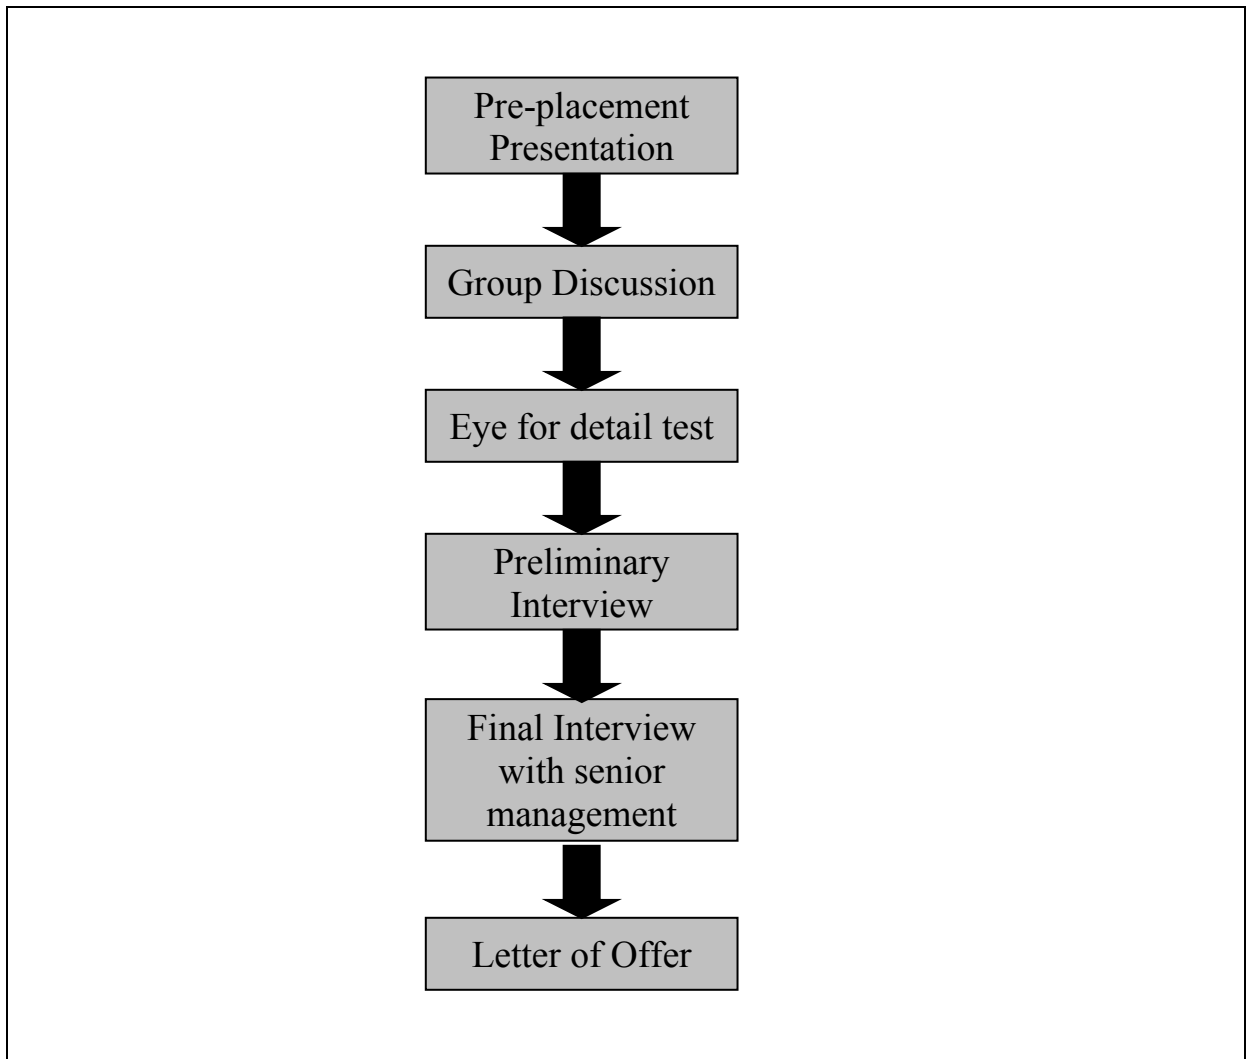 Pre-placement
Presentation
Group Discussion
Eye for detail test
Preliminary
Interview
Final Interview
with senior
management
Letter of Offer